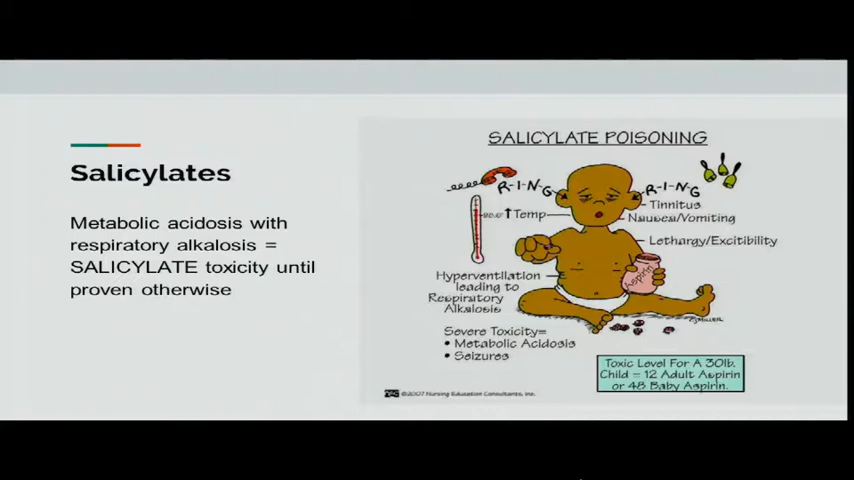 Salicylates
Metabolic acidosis with
respiratory alkalosis =
SALICYLATE toxicity until
proven otherwise
SALICYLATE POISONING
R-I-N-G
R-I-N-G
Tinnitus
↑Temp
Nausea/Vomiting
Lethargy/Excitibility
Aspirin
Hyperventilation
leading to
Respiratory
Alkalosis
Severe Toxicity=
• Metabolic Acidosis
• Seizures
Toxic Level For A 30lb.
Child = 12 Adult Aspirin
or 48 Baby Aspirin.
©2007 Nursing Education Consultants, Inc.